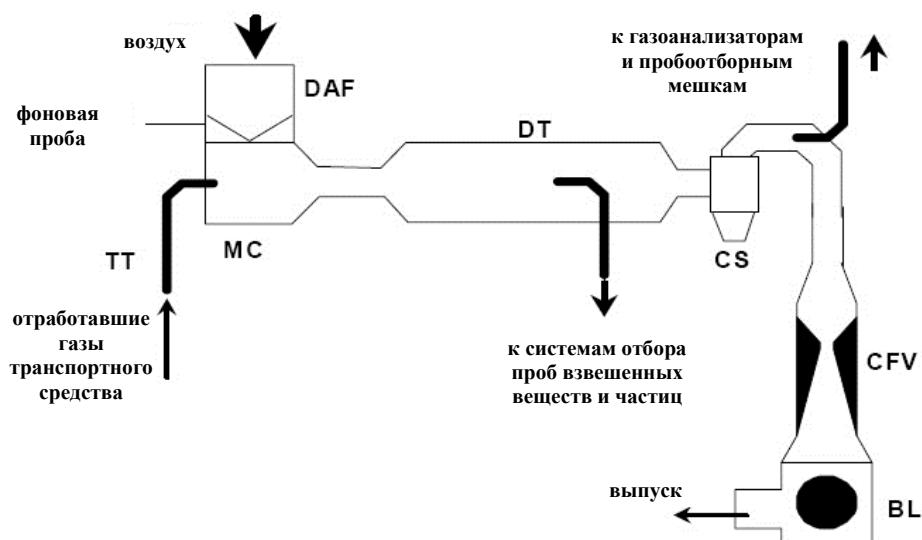 воздух
DAF
фоновая
проба
DT
к газоанализаторам
и пробоотборным
мешкам
TT
MC
CS
отработавшие
газы
транспортного
средства
к системам отбора
проб взвешенных
веществ и частиц
CFV
выпуск
BL